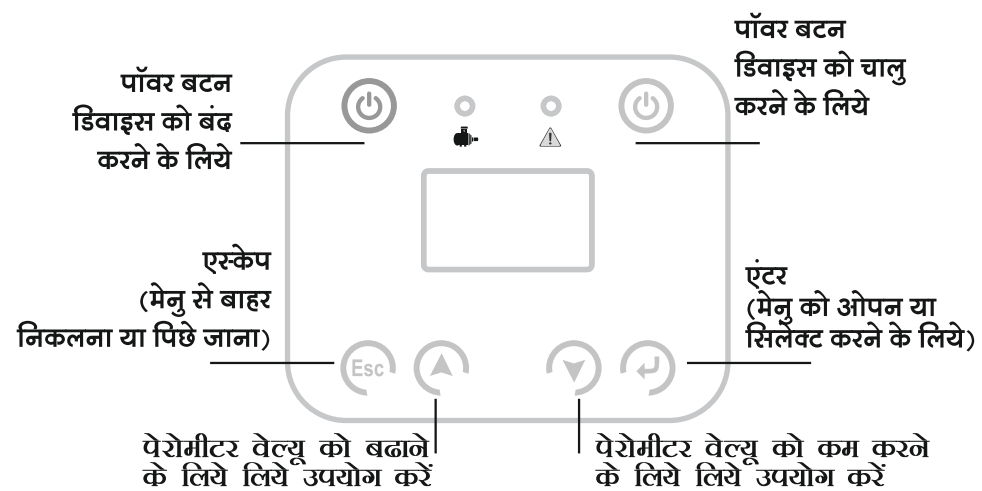 पॉवर बटन
डिवाइस को बंद
करने के लिये
पॉवर बटन
डिवाइस को चालु
करने के लिये
एस्केप
(मेनु से बाहर
निकलना या पिछे जाना)
एंटर
(मेनु को ओपन या
सिलेक्ट करने के लिये)
Esc
पेरोमीटर वेल्यू को बढाने
के लिये लिये उपयोग करें
पेरोमीटर वेल्यू को कम करने
के लिये लिये उपयोग करें